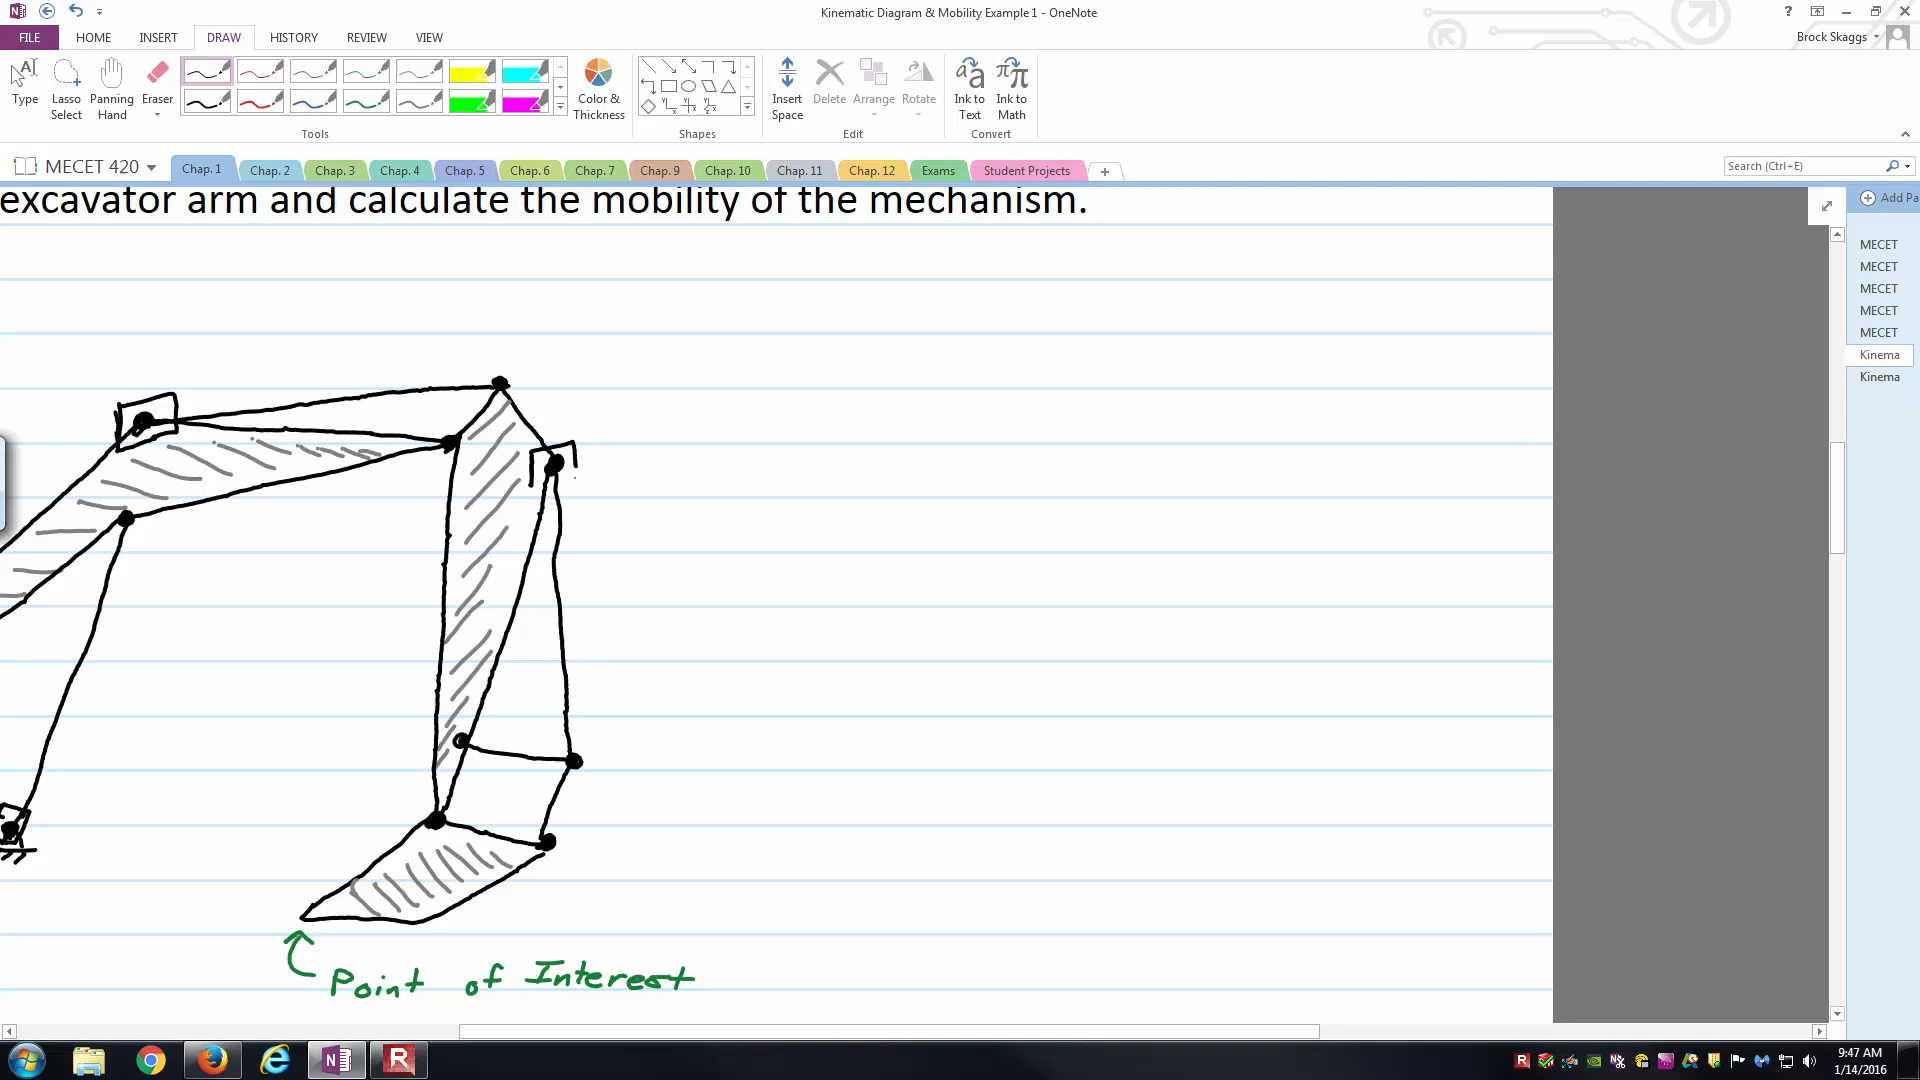 Kinematic Diagram & Mobility Example 1 - OneNote
?
FILE HOME INSERT DRAW HISTORY REVIEW VIEW
Brock Skaggs
Type
Lasso Select
Panning Hand
Eraser
Color & Thickness
Insert Space
Delete
Arrange
Rotate
Ink to Text
Ink to Math
Tools
Shapes
Edit
Convert
MECET 420
Chap. 1 Chap. 2 Chap. 3 Chap. 4 Chap. 5 Chap. 6 Chap. 7 Chap. 9 Chap. 10 Chap. 11 Chap. 12 Exams Student Projects
Search (Ctrl+E)
excavator arm and calculate the mobility of the mechanism.
Add Pa
MECET
MECET
MECET
MECET
MECET
Kinema
Kinema
Point of Interest
9:47 AM
1/14/2016